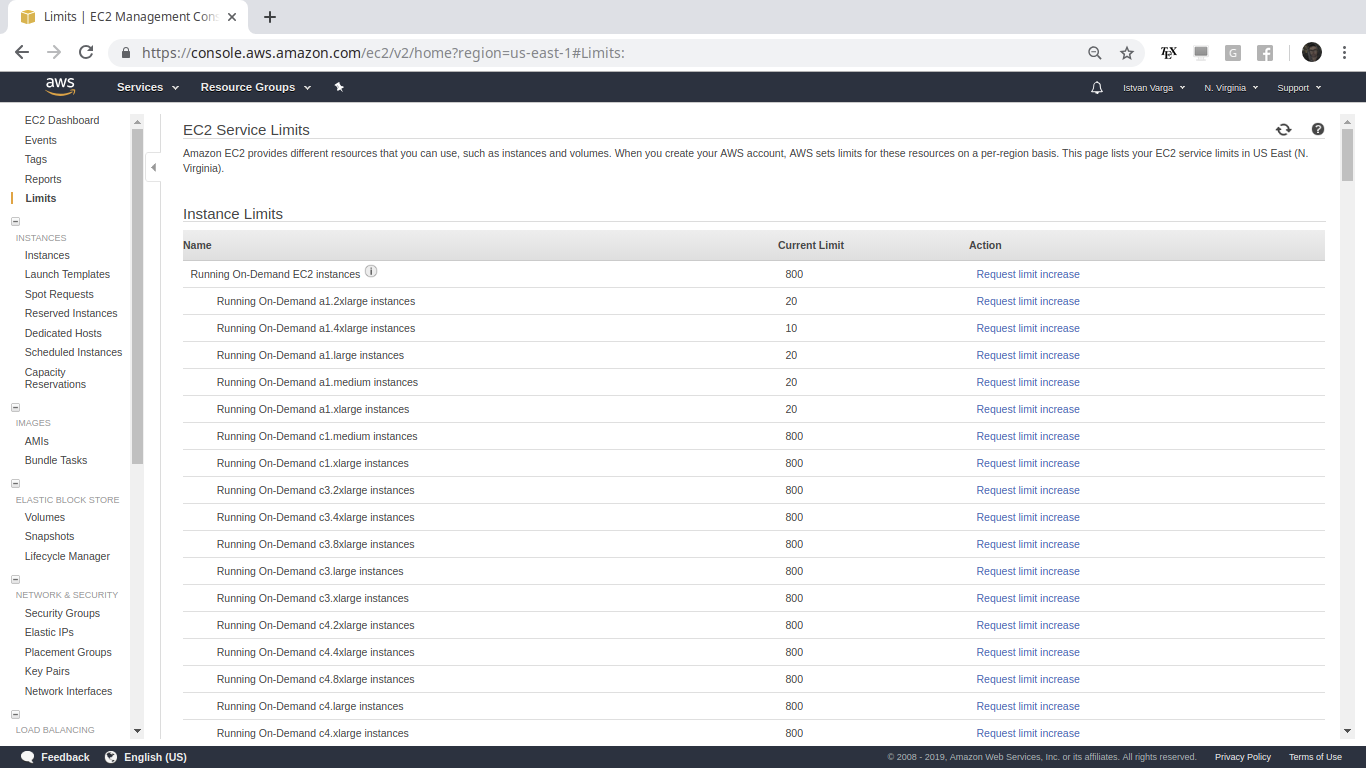 Limits | EC2 Management Con
https://console.aws.amazon.com/ec2/v2/home?region=us-east-1#Limits:
TEX
G
aws
Services
Resource Groups
Istvan Varga
N. Virginia
Support
EC2 Dashboard
Events
Tags
Reports
Limits
INSTANCES
Instances
Launch Templates
Spot Requests
Reserved Instances
Dedicated Hosts
Scheduled Instances
Capacity
Reservations
IMAGES
AMIs
Bundle Tasks
ELASTIC BLOCK STORE
Volumes
Snapshots
Lifecycle Manager
NETWORK & SECURITY
Security Groups
Elastic IPs
Placement Groups
Key Pairs
Network Interfaces
LOAD BALANCING
EC2 Service Limits
Amazon EC2 provides different resources that you can use, such as instances and volumes. When you create your AWS account, AWS sets limits for these resources on a per-region basis. This page lists your EC2 service limits in US East (N.
Virginia).
Instance Limits
Name Current Limit Action
Running On-Demand EC2 instances 800 Request limit increase
Running On-Demand a1.2xlarge instances 20 Request limit increase
Running On-Demand a1.4xlarge instances 10 Request limit increase
Running On-Demand a1.large instances 20 Request limit increase
Running On-Demand a1.medium instances 20 Request limit increase
Running On-Demand a1.xlarge instances 20 Request limit increase
Running On-Demand c1.medium instances 800 Request limit increase
Running On-Demand c1.xlarge instances 800 Request limit increase
Running On-Demand c3.2xlarge instances 800 Request limit increase
Running On-Demand c3.4xlarge instances 800 Request limit increase
Running On-Demand c3.8xlarge instances 800 Request limit increase
Running On-Demand c3.large instances 800 Request limit increase
Running On-Demand c3.xlarge instances 800 Request limit increase
Running On-Demand c4.2xlarge instances 800 Request limit increase
Running On-Demand c4.4xlarge instances 800 Request limit increase
Running On-Demand c4.8xlarge instances 800 Request limit increase
Running On-Demand c4.large instances 800 Request limit increase
Running On-Demand c4.xlarge instances 800 Request limit increase
Feedback
English (US)
© 2008 - 2019, Amazon Web Services, Inc. or its affiliates. All rights reserved.
Privacy Policy
Terms of Use